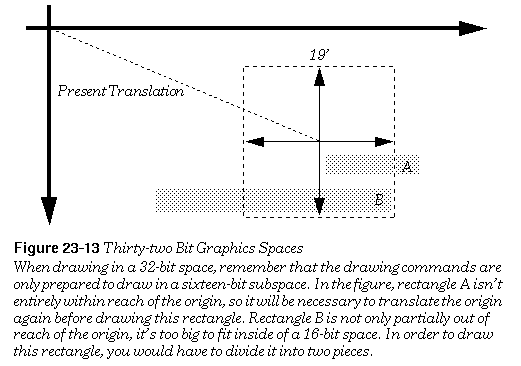 19'
Present Translation
A
B
Figure 23-13 Thirty-two Bit Graphics Spaces
When drawing in a 32-bit space, remember that the drawing commands are
only prepared to draw in a sixteen-bit subspace. In the figure, rectangle A isn't
entirely within reach of the origin, so it will be necessary to translate the origin
again before drawing this rectangle. Rectangle B is not only partially out of
reach of the origin, it's too big to fit inside of a 16-bit space. In order to draw
this rectangle, you would have to divide it into two pieces.